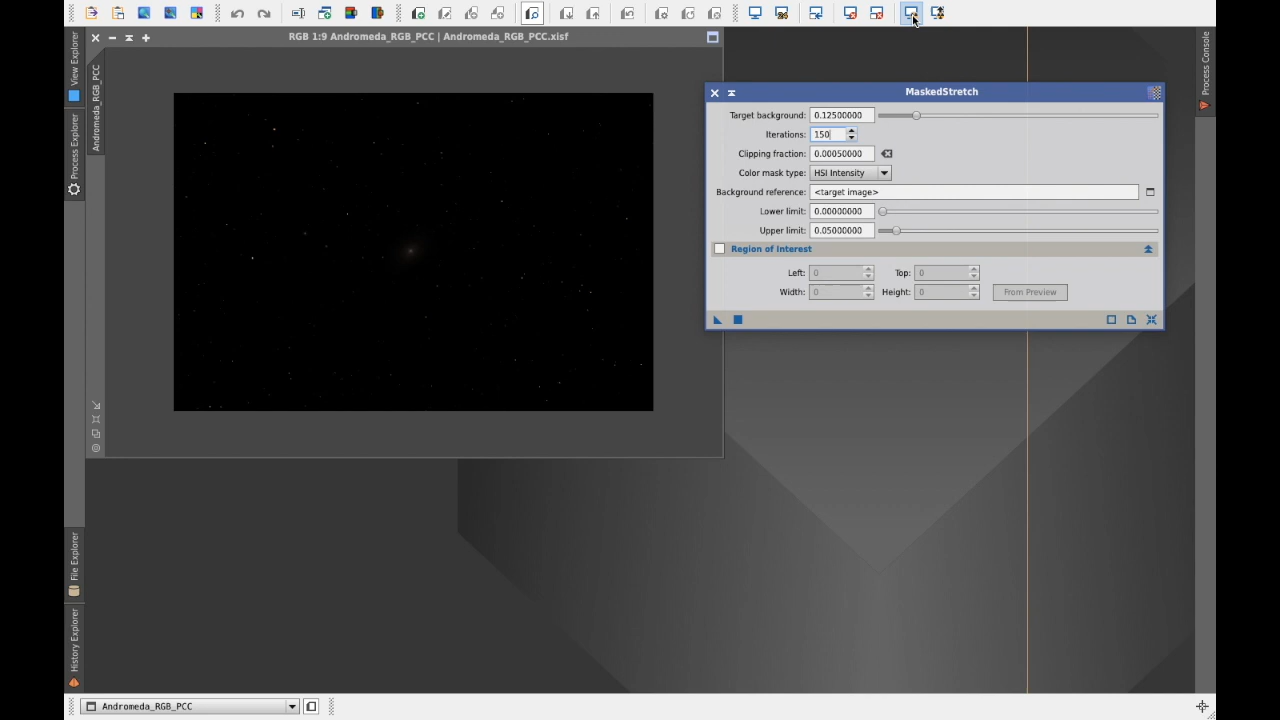 RGB 1:9 Andromeda_RGB_PCC | Andromeda_RGB_PCC.xisf
View Explorer
Process Explorer
File Explorer
History Explorer
Andromeda_RGB_PCC
Process Console
MaskedStretch
Target background: 0.12500000
Iterations: 150
Clipping fraction: 0.00050000
Color mask type: HSI Intensity
Background reference: <target image>
Lower limit: 0.00000000
Upper limit: 0.05000000
Region of Interest
Left: 0 Top: 0
Width: 0 Height: 0 From Preview
Andromeda_RGB_PCC